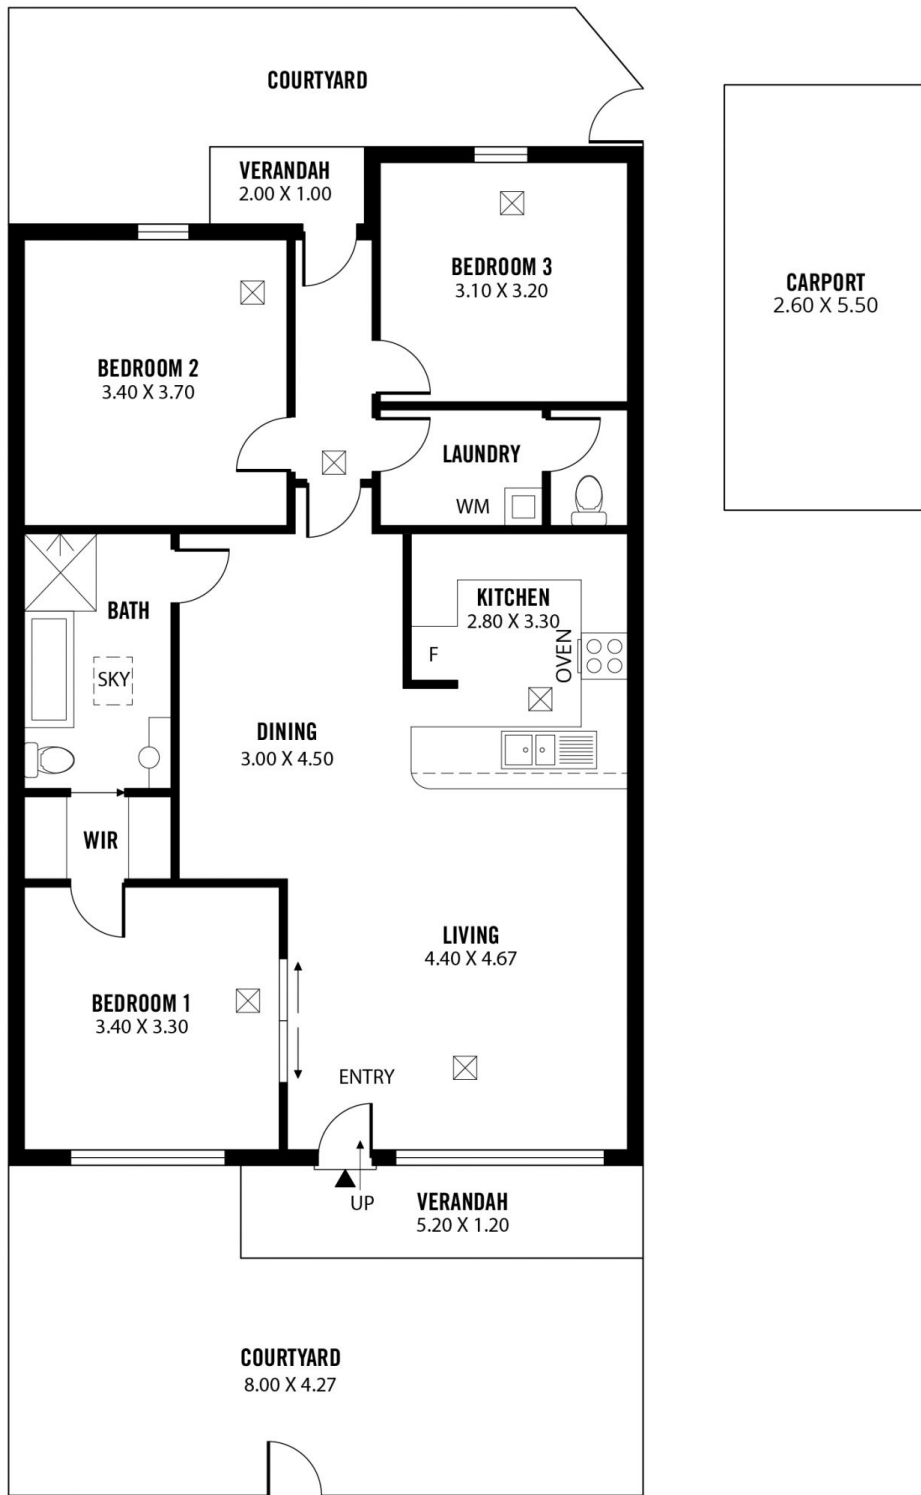 COURTYARD
VERANDAH
2.00 X 1.00
BEDROOM 3
3.10 X 3.20
CARPORT
2.60 X 5.50
BEDROOM 2
3.40 X 3.70
LAUNDRY
WM
BATH
SKY
KITCHEN
2.80 X 3.30
F
OVEN
DINING
3.00 X 4.50
WIR
LIVING
4.40 X 4.67
BEDROOM 1
3.40 X 3.30
ENTRY
UP
VERANDAH
5.20 X 1.20
COURTYARD
8.00 X 4.27